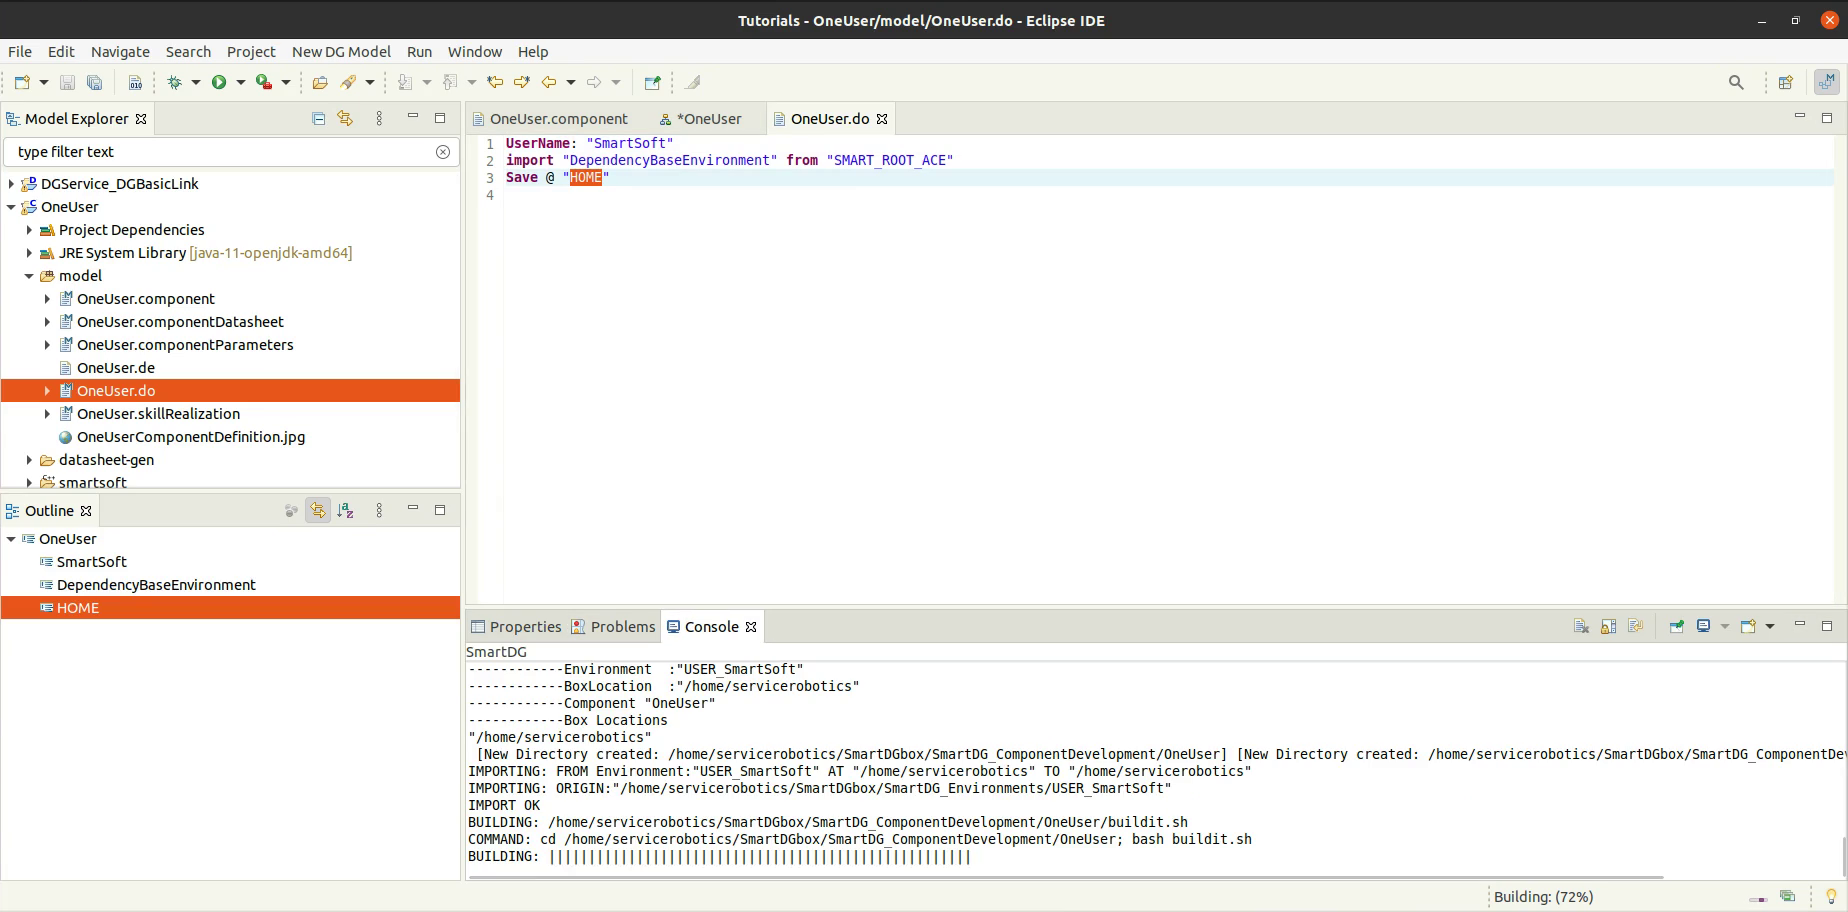 Tutorials - OneUser/model/OneUser.do - Eclipse IDE
File Edit Navigate Search Project New DG Model Run Window Help
Model Explorer
type filter text
DGService_DGBasicLink
OneUser
Project Dependencies
JRE System Library [java-11-openjdk-amd64]
model
OneUser.component
OneUser.componentDatasheet
OneUser.componentParameters
OneUser.de
OneUser.do
OneUser.skillRealization
OneUserComponentDefinition.jpg
datasheet-gen
smartsoft
Outline
OneUser
SmartSoft
DependencyBaseEnvironment
HOME
OneUser.component *OneUser OneUser.do
1 UserName: "SmartSoft"
2 import "DependencyBaseEnvironment" from "SMART_ROOT_ACE"
3 Save @ "HOME"
4
Properties Problems Console
SmartDG
------------Environment  :"USER_SmartSoft"
------------BoxLocation  :"/home/servicerobotics"
------------Component "OneUser"
------------Box Locations
"/home/servicerobotics"
[New Directory created: /home/servicerobotics/SmartDGbox/SmartDG_ComponentDevelopment/OneUser] [New Directory created: /home/servicerobotics/SmartDGbox/SmartDG_ComponentDev
IMPORTING: FROM Environment:"USER_SmartSoft" AT "/home/servicerobotics" TO "/home/servicerobotics"
IMPORTING: ORIGIN:"/home/servicerobotics/SmartDGbox/SmartDG_Environments/USER_SmartSoft"
IMPORT OK
BUILDING: /home/servicerobotics/SmartDGbox/SmartDG_ComponentDevelopment/OneUser/buildit.sh
COMMAND: cd /home/servicerobotics/SmartDGbox/SmartDG_ComponentDevelopment/OneUser; bash buildit.sh
BUILDING: |||||||||||||||||||||||||||||||||||||||||||||||||||||
Building: (72%)